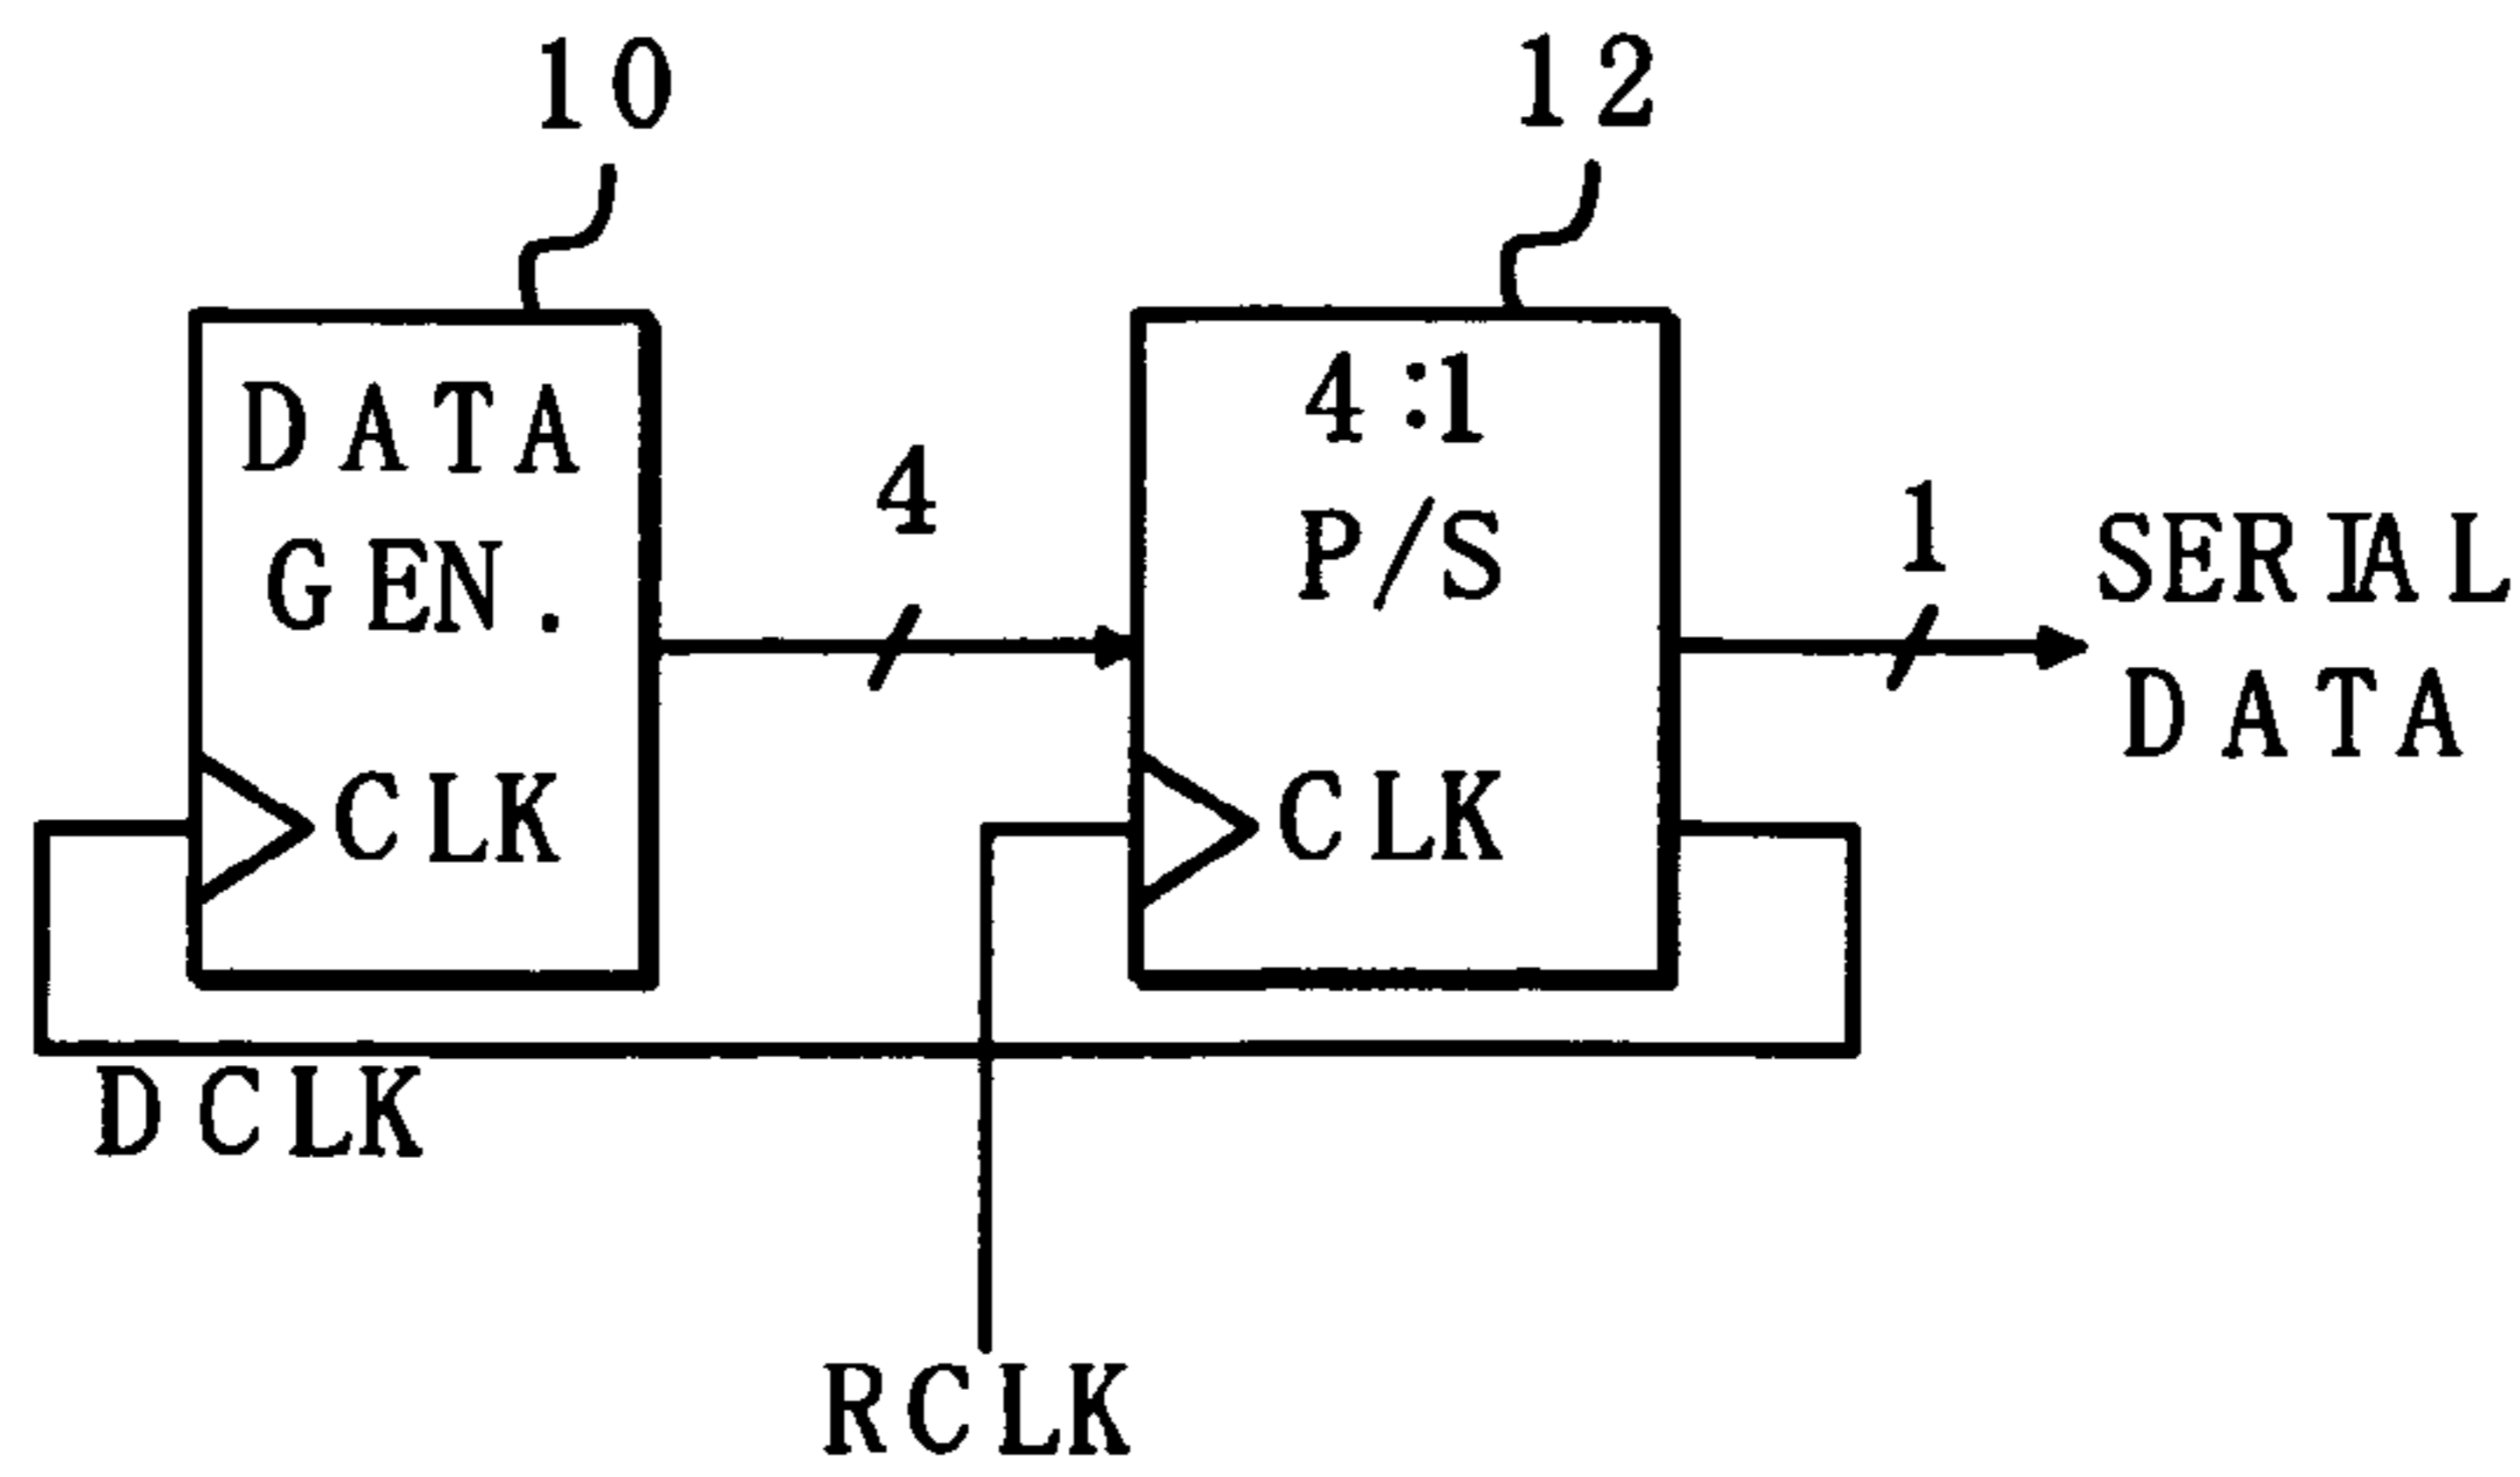 10
12
DATA
GEN.
CLK
4
4:1
P/S
CLK
1
SERIAL
DATA
DCLK
RCLK